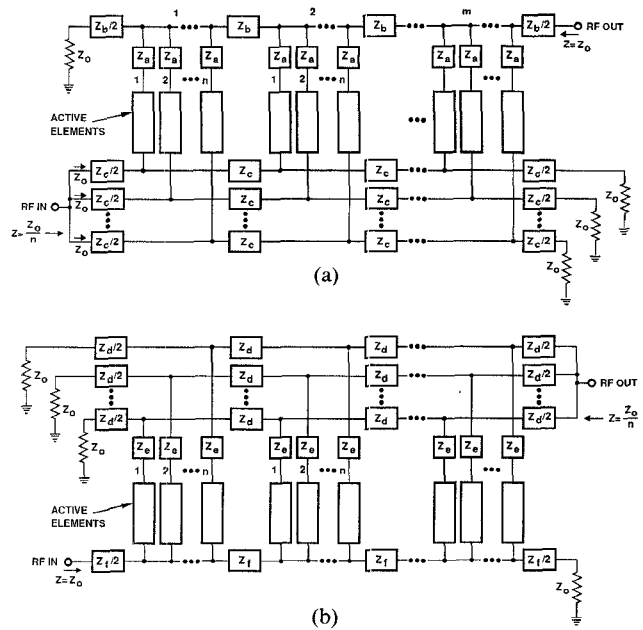 1 2 m
Z_b/2 ••• Z_b ••• Z_b ••• ••• Z_b/2 RF OUT
Z=Z_o
Z_o Z_a Z_a Z_a Z_a Z_a Z_a Z_a Z_a Z_a
1 2 ••• n 1 2 ••• n •••
ACTIVE
ELEMENTS
•••
Z_c/2 Z_c Z_c ••• Z_c/2
Z_o
Z_c/2 Z_c Z_c ••• Z_c/2 Z_o
RF IN Z_o
Z=Z_o/n
Z_c/2 Z_c Z_c ••• Z_c/2 Z_o
Z_o
Z_o
(a)
Z_d/2 Z_d Z_d ••• Z_d/2
Z_o Z_d/2 Z_d Z_d ••• Z_d/2 RF OUT
Z_o Z_d/2 Z_d Z_d ••• Z_d/2 Z=Z_o/n
Z_o Z_e Z_e Z_e Z_e Z_e Z_e Z_e Z_e Z_e
1 2 ••• n 1 2 ••• n •••
ACTIVE
ELEMENTS
•••
RF IN Z_f/2 ••• Z_f ••• Z_f ••• ••• Z_f/2
Z=Z_o
Z_o
(b)